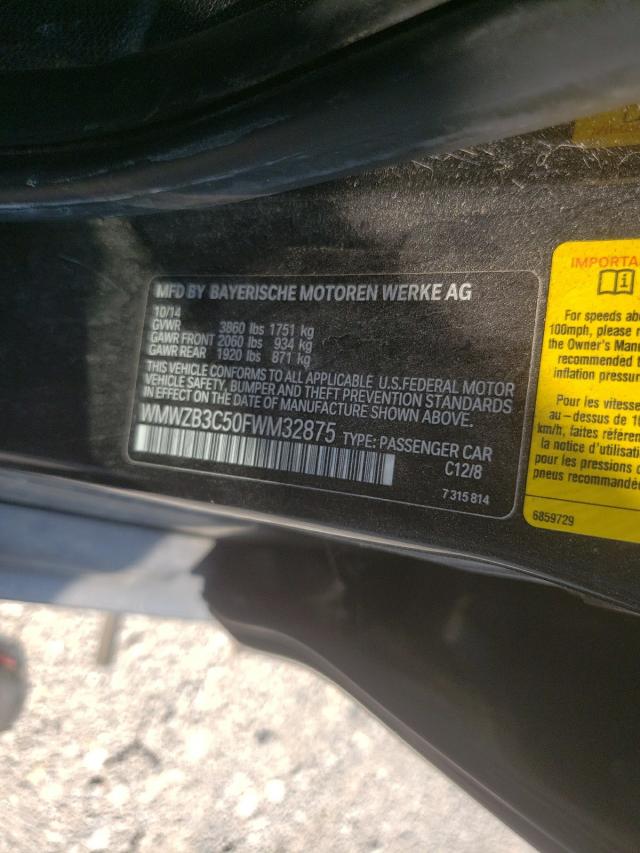 MFD BY BAYERISCHE MOTOREN WERKE AG
10/14
GVWR 3860 lbs 1751 kg
GAWR FRONT 2060 lbs 934 kg
GAWR REAR 1920 lbs 871 kg
THIS VEHICLE CONFORMS TO ALL APPLICABLE U.S.FEDERAL MOTOR
VEHICLE SAFETY, BUMPER AND THEFT PREVENTION STANDARDS
IN EFFECT ON THE DATE OF MANUFACTURE SHOWN ABOVE.
WMWZB3C50FWM32875 TYPE: PASSENGER CAR
C12/8
7 315 814
IMPORTA
For speeds abo
100mph, please r
the Owner's Manu
recommended t
inflation pressur
Pour les vitesse
au-dessus de 10
km/h, faites référen
la notice d'utilisati
pour les pressions
pneus recommandée
6859729